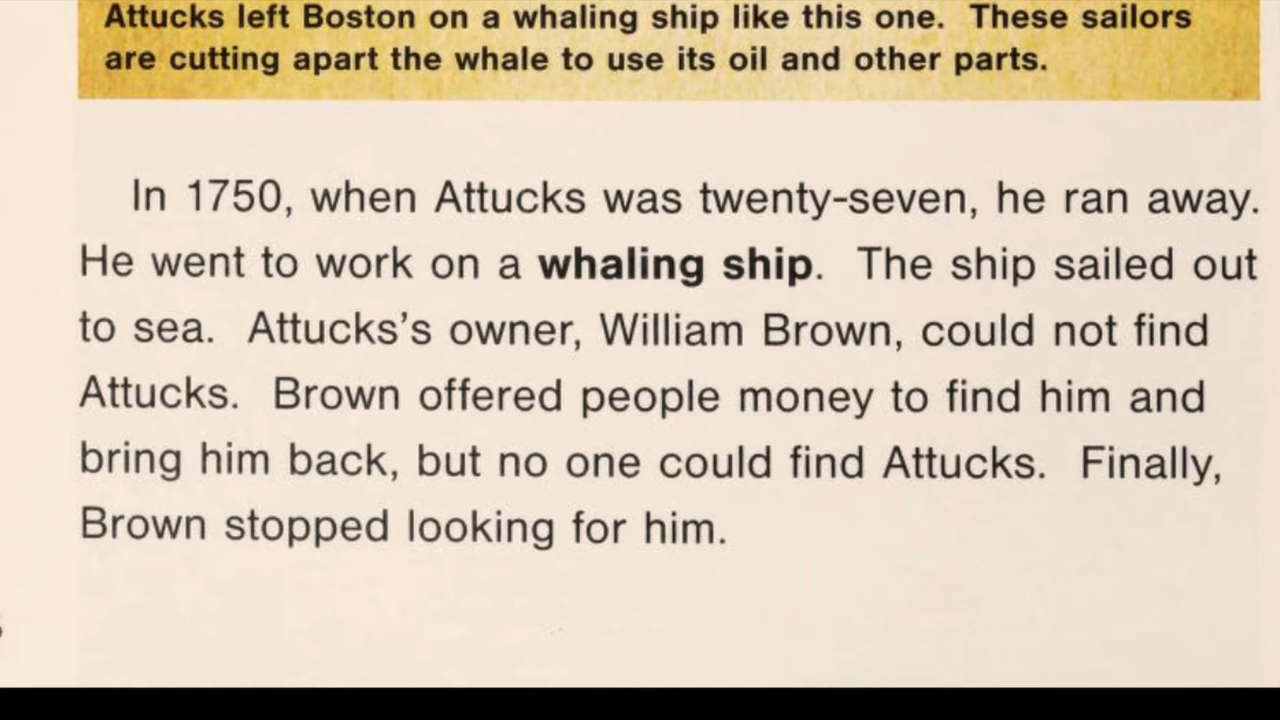 Attucks left Boston on a whaling ship like this one. These sailors
are cutting apart the whale to use its oil and other parts.
In 1750, when Attucks was twenty-seven, he ran away.
He went to work on a whaling ship. The ship sailed out
to sea. Attucks's owner, William Brown, could not find
Attucks. Brown offered people money to find him and
bring him back, but no one could find Attucks. Finally,
Brown stopped looking for him.